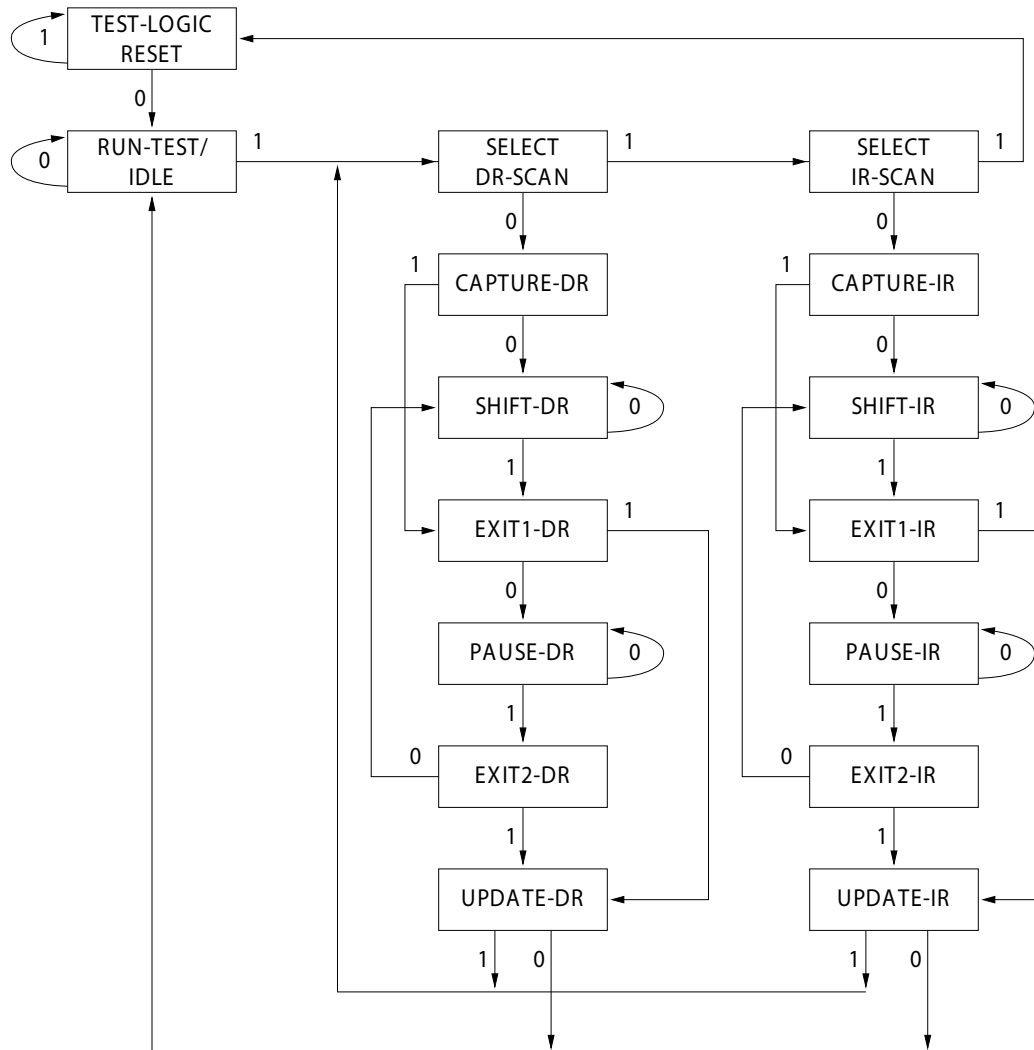 1
TEST-LOGIC
RESET
0
0
RUN-TEST/
IDLE
1
SELECT
DR-SCAN
1
SELECT
IR-SCAN
1
0
0
1
CAPTURE-DR
1
CAPTURE-IR
0
0
SHIFT-DR
0
SHIFT-IR
0
1
1
EXIT1-DR
1
EXIT1-IR
1
0
0
PAUSE-DR
0
PAUSE-IR
0
1
1
0
EXIT2-DR
0
EXIT2-IR
1
1
UPDATE-DR
UPDATE-IR
1
0
1
0